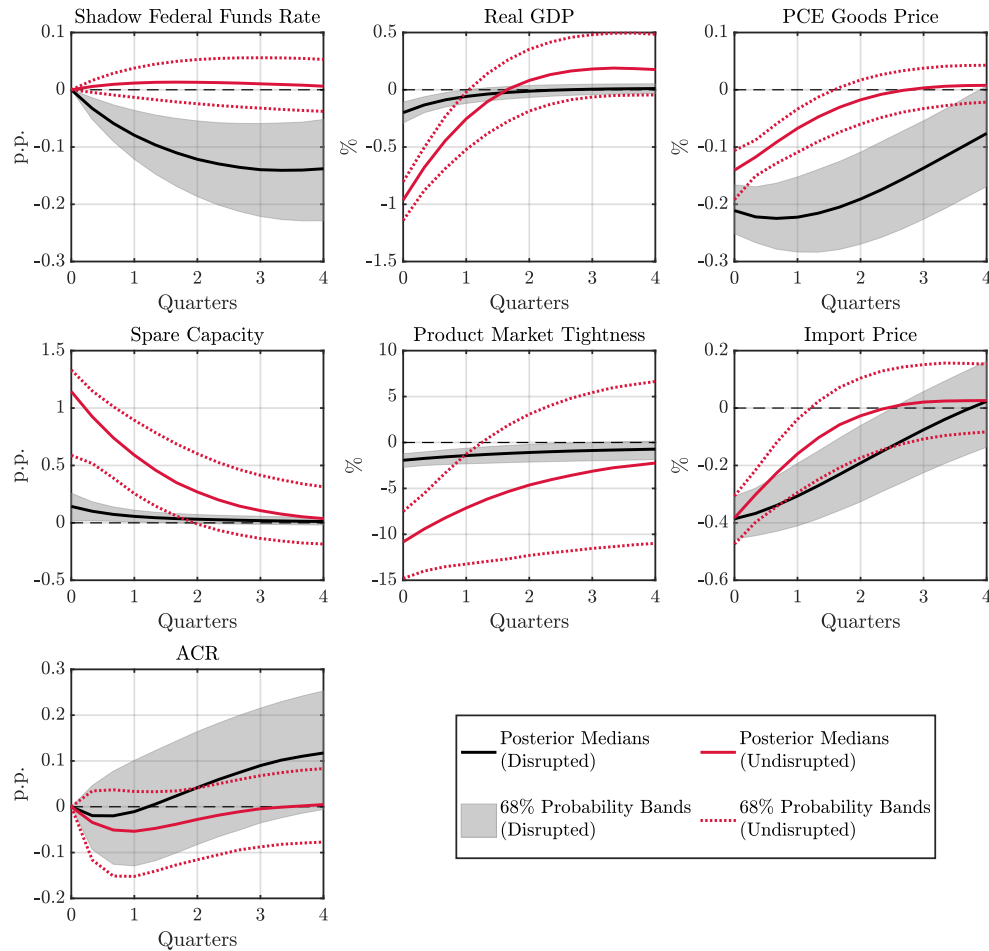 Shadow Federal Funds Rate
p.p.
0.1
0
-0.1
-0.2
-0.3
0 1 2 3 4
Quarters
Real GDP
%
0.5
0
-0.5
-1
-1.5
0 1 2 3 4
Quarters
PCE Goods Price
%
0.1
0
-0.1
-0.2
-0.3
0 1 2 3 4
Quarters
Spare Capacity
p.p.
1.5
1
0.5
0
-0.5
0 1 2 3 4
Quarters
Product Market Tightness
%
10
5
0
-5
-10
-15
0 1 2 3 4
Quarters
Import Price
%
0.2
0
-0.2
-0.4
-0.6
0 1 2 3 4
Quarters
ACR
p.p.
0.3
0.2
0.1
0
-0.1
-0.2
0 1 2 3 4
Quarters
Posterior Medians
(Disrupted)
Posterior Medians
(Undisrupted)
68% Probability Bands
(Disrupted)
68% Probability Bands
(Undisrupted)